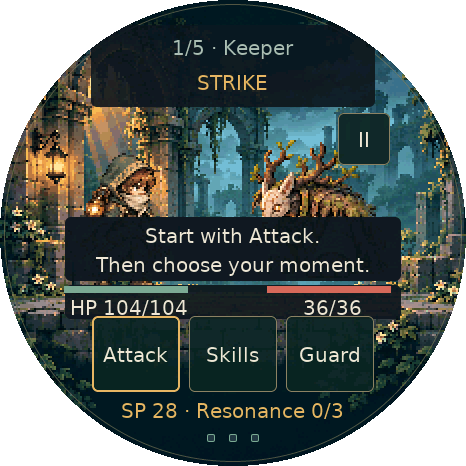 1/5 · Keeper
STRIKE
Start with Attack.
Then choose your moment.
HP 104/104
36/36
Attack
Skills
Guard
SP 28 · Resonance 0/3